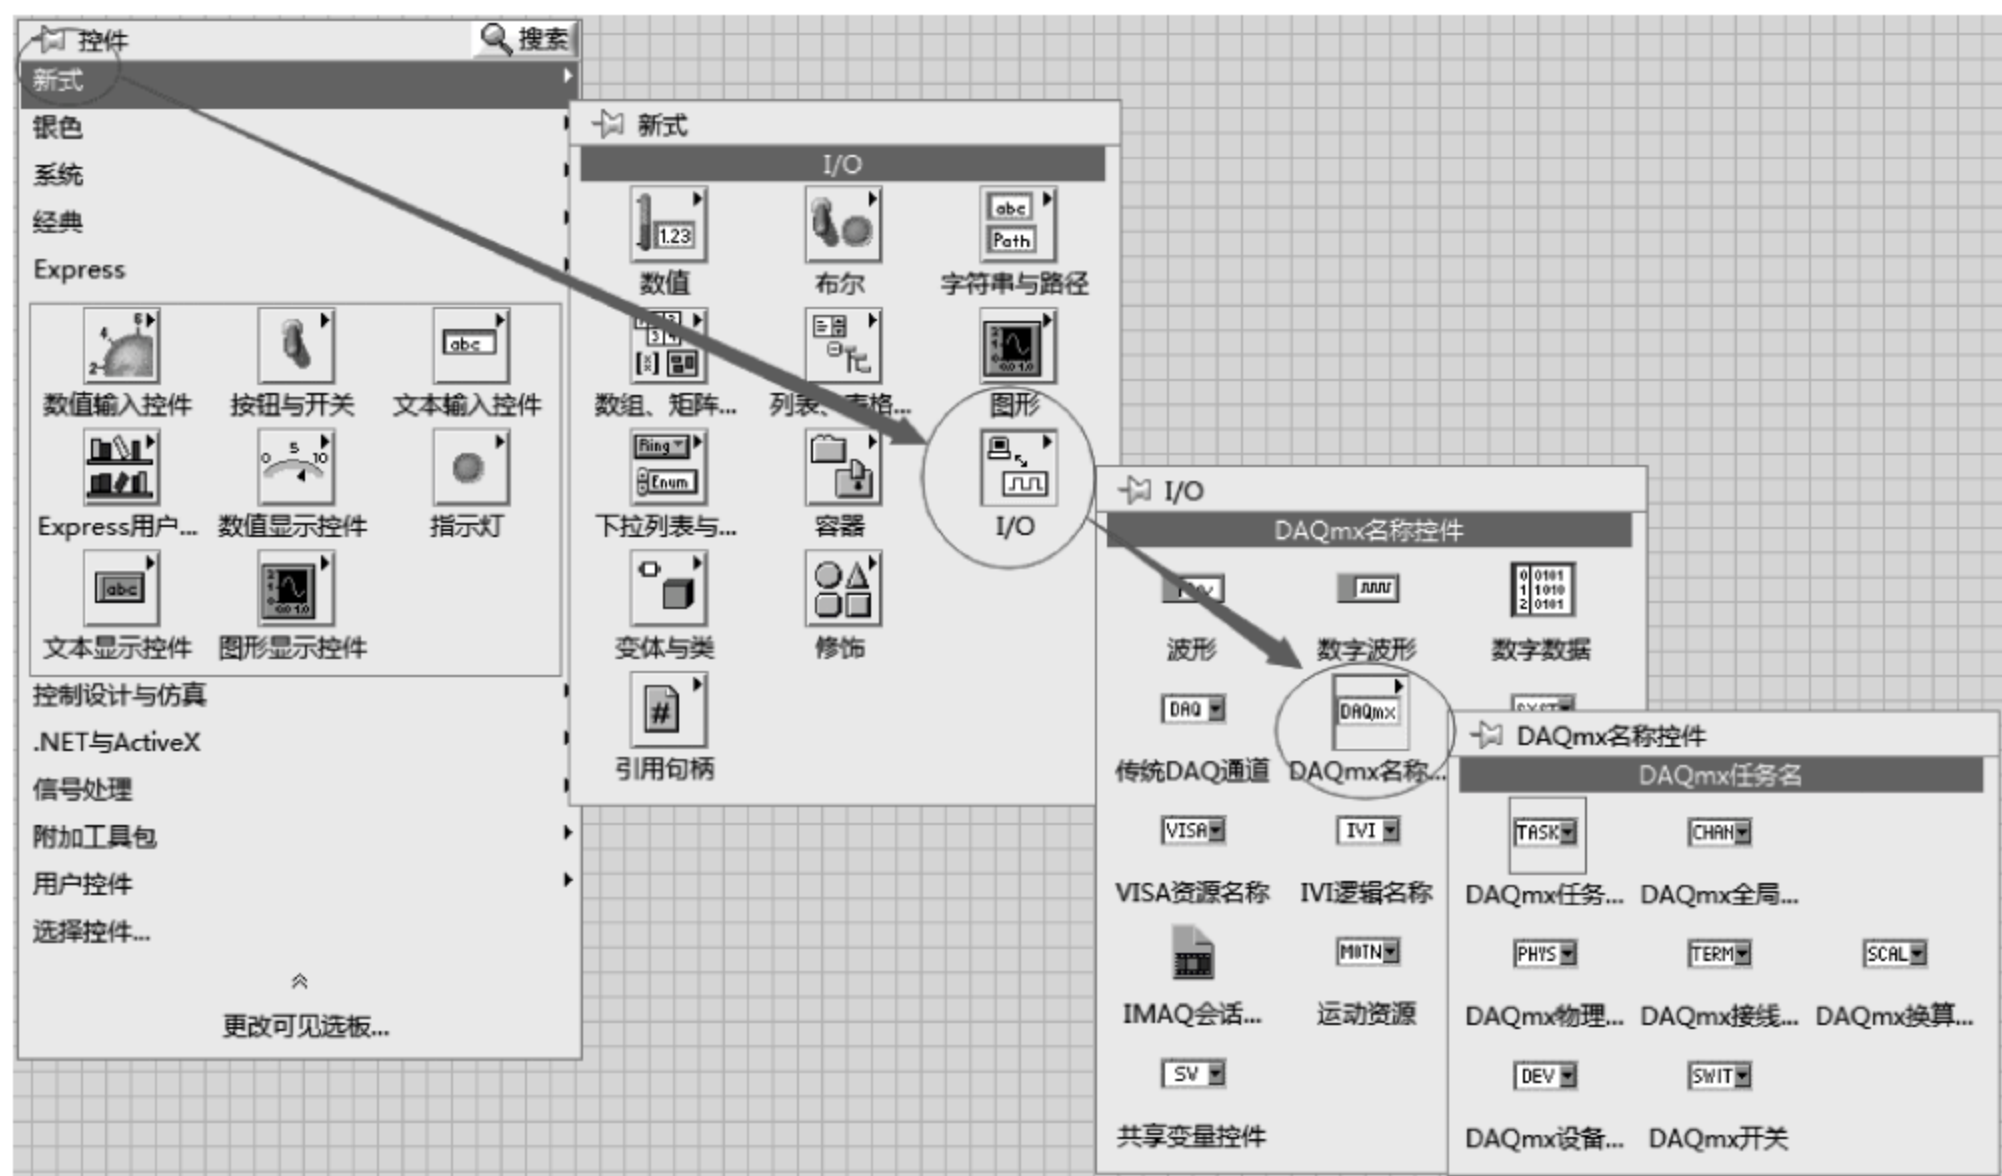 控件 搜索
新式
银色
系统
经典
Express
数值输入控件 按钮与开关 文本输入控件
Express用户... 数值显示控件 指示灯
文本显示控件 图形显示控件
控制设计与仿真
.NET与ActiveX
信号处理
附加工具包
用户控件
选择控件...
更改可见选板...
新式
I/O
1.23 abc
Path
数值 布尔 字符串与路径
数组、矩阵... 列表、表格... 图形
Ring
Enum
下拉列表与... 容器 I/O
变体与类 修饰
#
引用句柄
I/O
DAQmx名称控件
0 0101
1 1010
2 0101
波形 数字波形 数字数据
DAQ DAQmx
传统DAQ通道 DAQmx名称...
VISA IVI
VISA资源名称 IVI逻辑名称
MOTN
IMAQ会话... 运动资源
SV
共享变量控件
DAQmx名称控件
DAQmx任务名
TASK CHAN
DAQmx任务... DAQmx全局...
PHYS TERM SCAL
DAQmx物理... DAQmx接线... DAQmx换算...
DEV SWIT
DAQmx设备... DAQmx开关